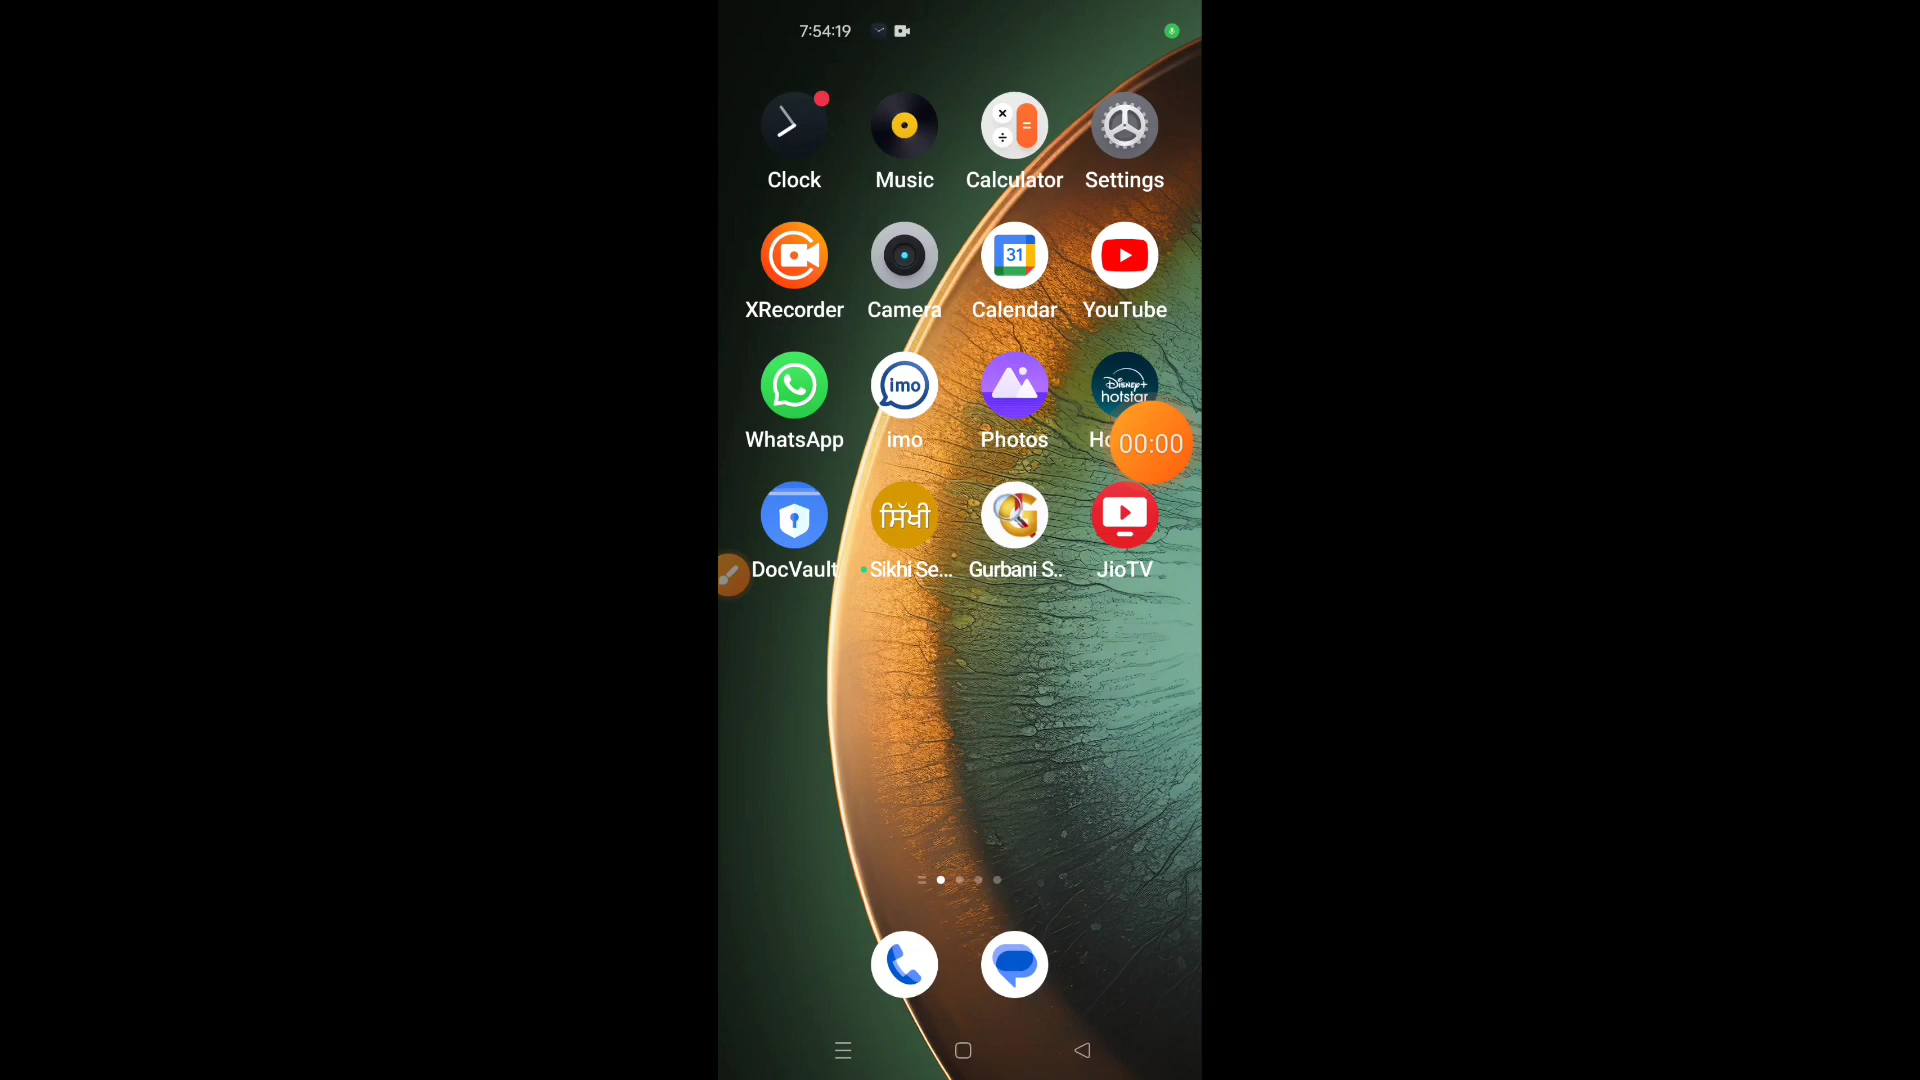 7:54:19
Clock Music Calculator Settings
31
XRecorder Camera Calendar YouTube
imo
Disney+
hotstar
WhatsApp imo Photos
00:00
ਸਿੱਖੀ
DocVault Sikhi Se... Gurbani S.. JioTV